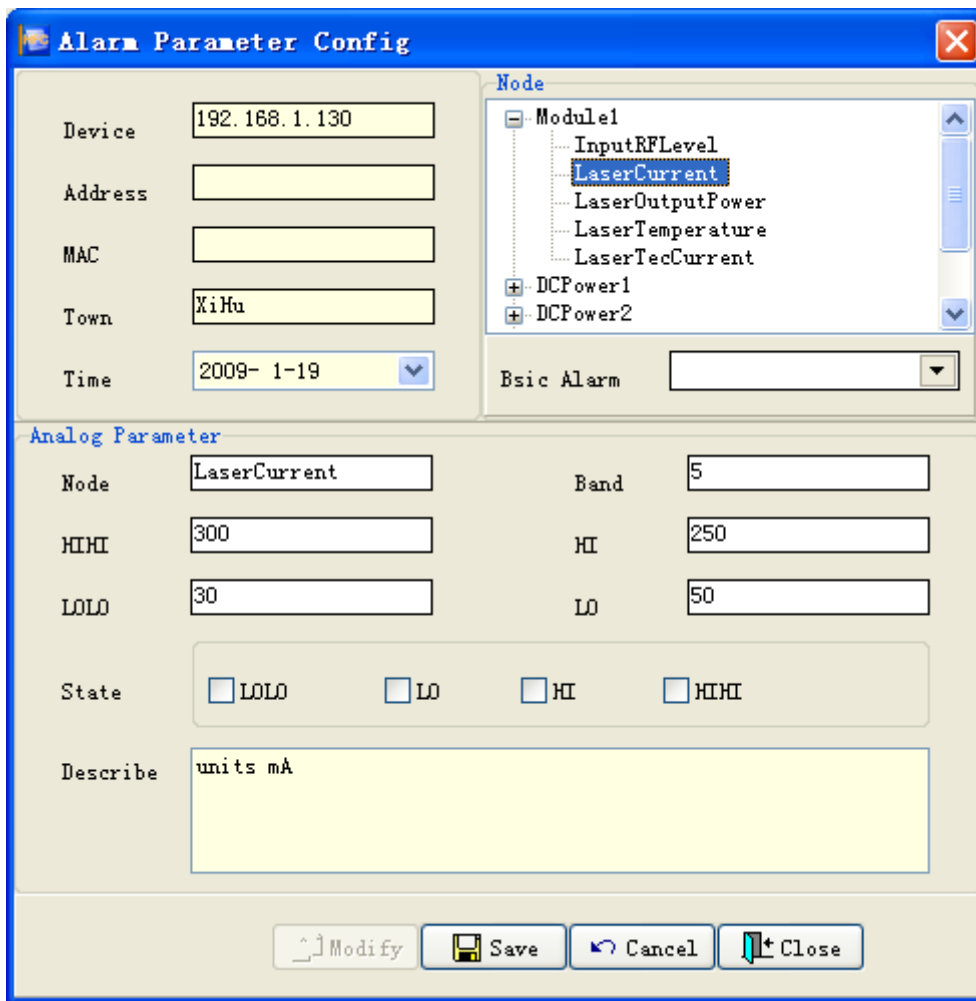 Alarm Parameter Config
Device 192.168.1.130
Address
MAC
Town XiHu
Time 2009- 1-19
Node
Module1
InputRFLevel
LaserCurrent
LaserOutputPower
LaserTemperature
LaserTecCurrent
DCPower1
DCPower2
Bsic Alarm
Analog Parameter
Node LaserCurrent Band 5
HIHI 300 HI 250
LOLO 30 LO 50
State LOLO LO HI HIHI
Describe units mA
Modify Save Cancel Close